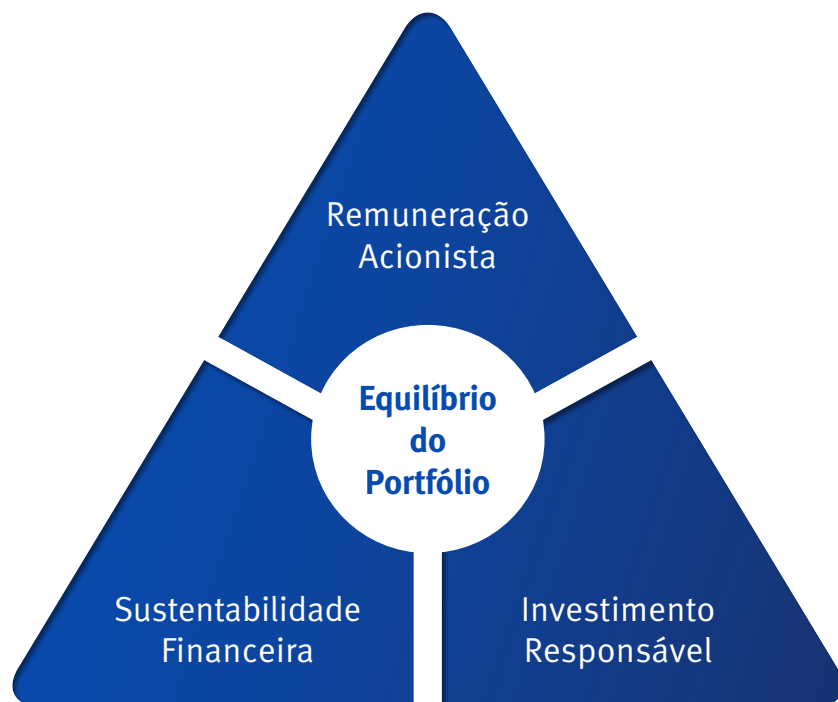 Remuneração
Acionista
Equilíbrio
do
Portfólio
Sustentabilidade
Financeira
Investimento
Responsável